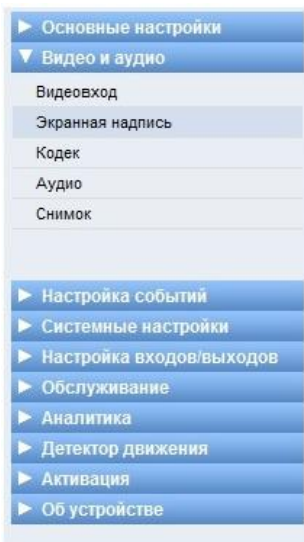 Основные настройки
Видео и аудио
Видеовход
Экранная надпись
Кодек
Аудио
Снимок
Настройка событий
Системные настройки
Настройка входов/выходов
Обслуживание
Аналитика
Детектор движения
Активация
Об устройстве